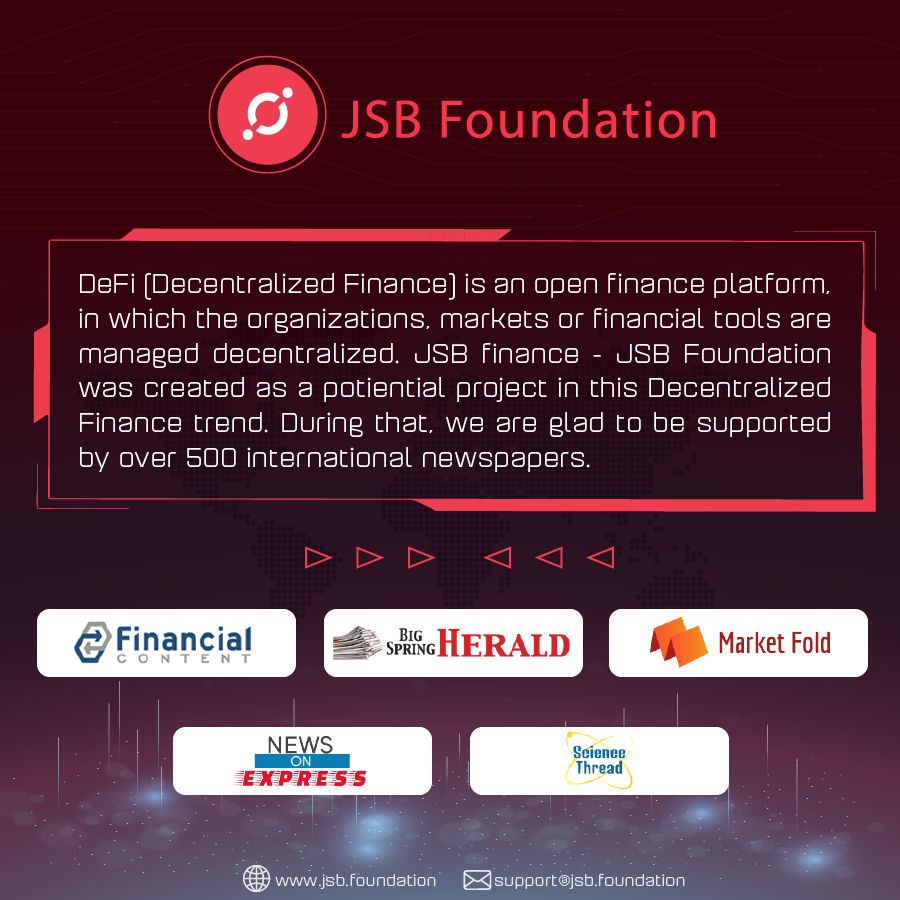 JSB Foundation
DeFi (Decentralized Finance) is an open finance platform,
in which the organizations, markets or financial tools are
managed decentralized. JSB finance - JSB Foundation
was created as a potiential project in this Decentralized
Finance trend. During that, we are glad to be supported
by over 500 international newspapers.
Financial
CONTENT
BIG
SPRING HERALD
Market Fold
NEWS
ON
EXPRESS
Science
Thread
www.jsb.foundation
support@jsb.foundation